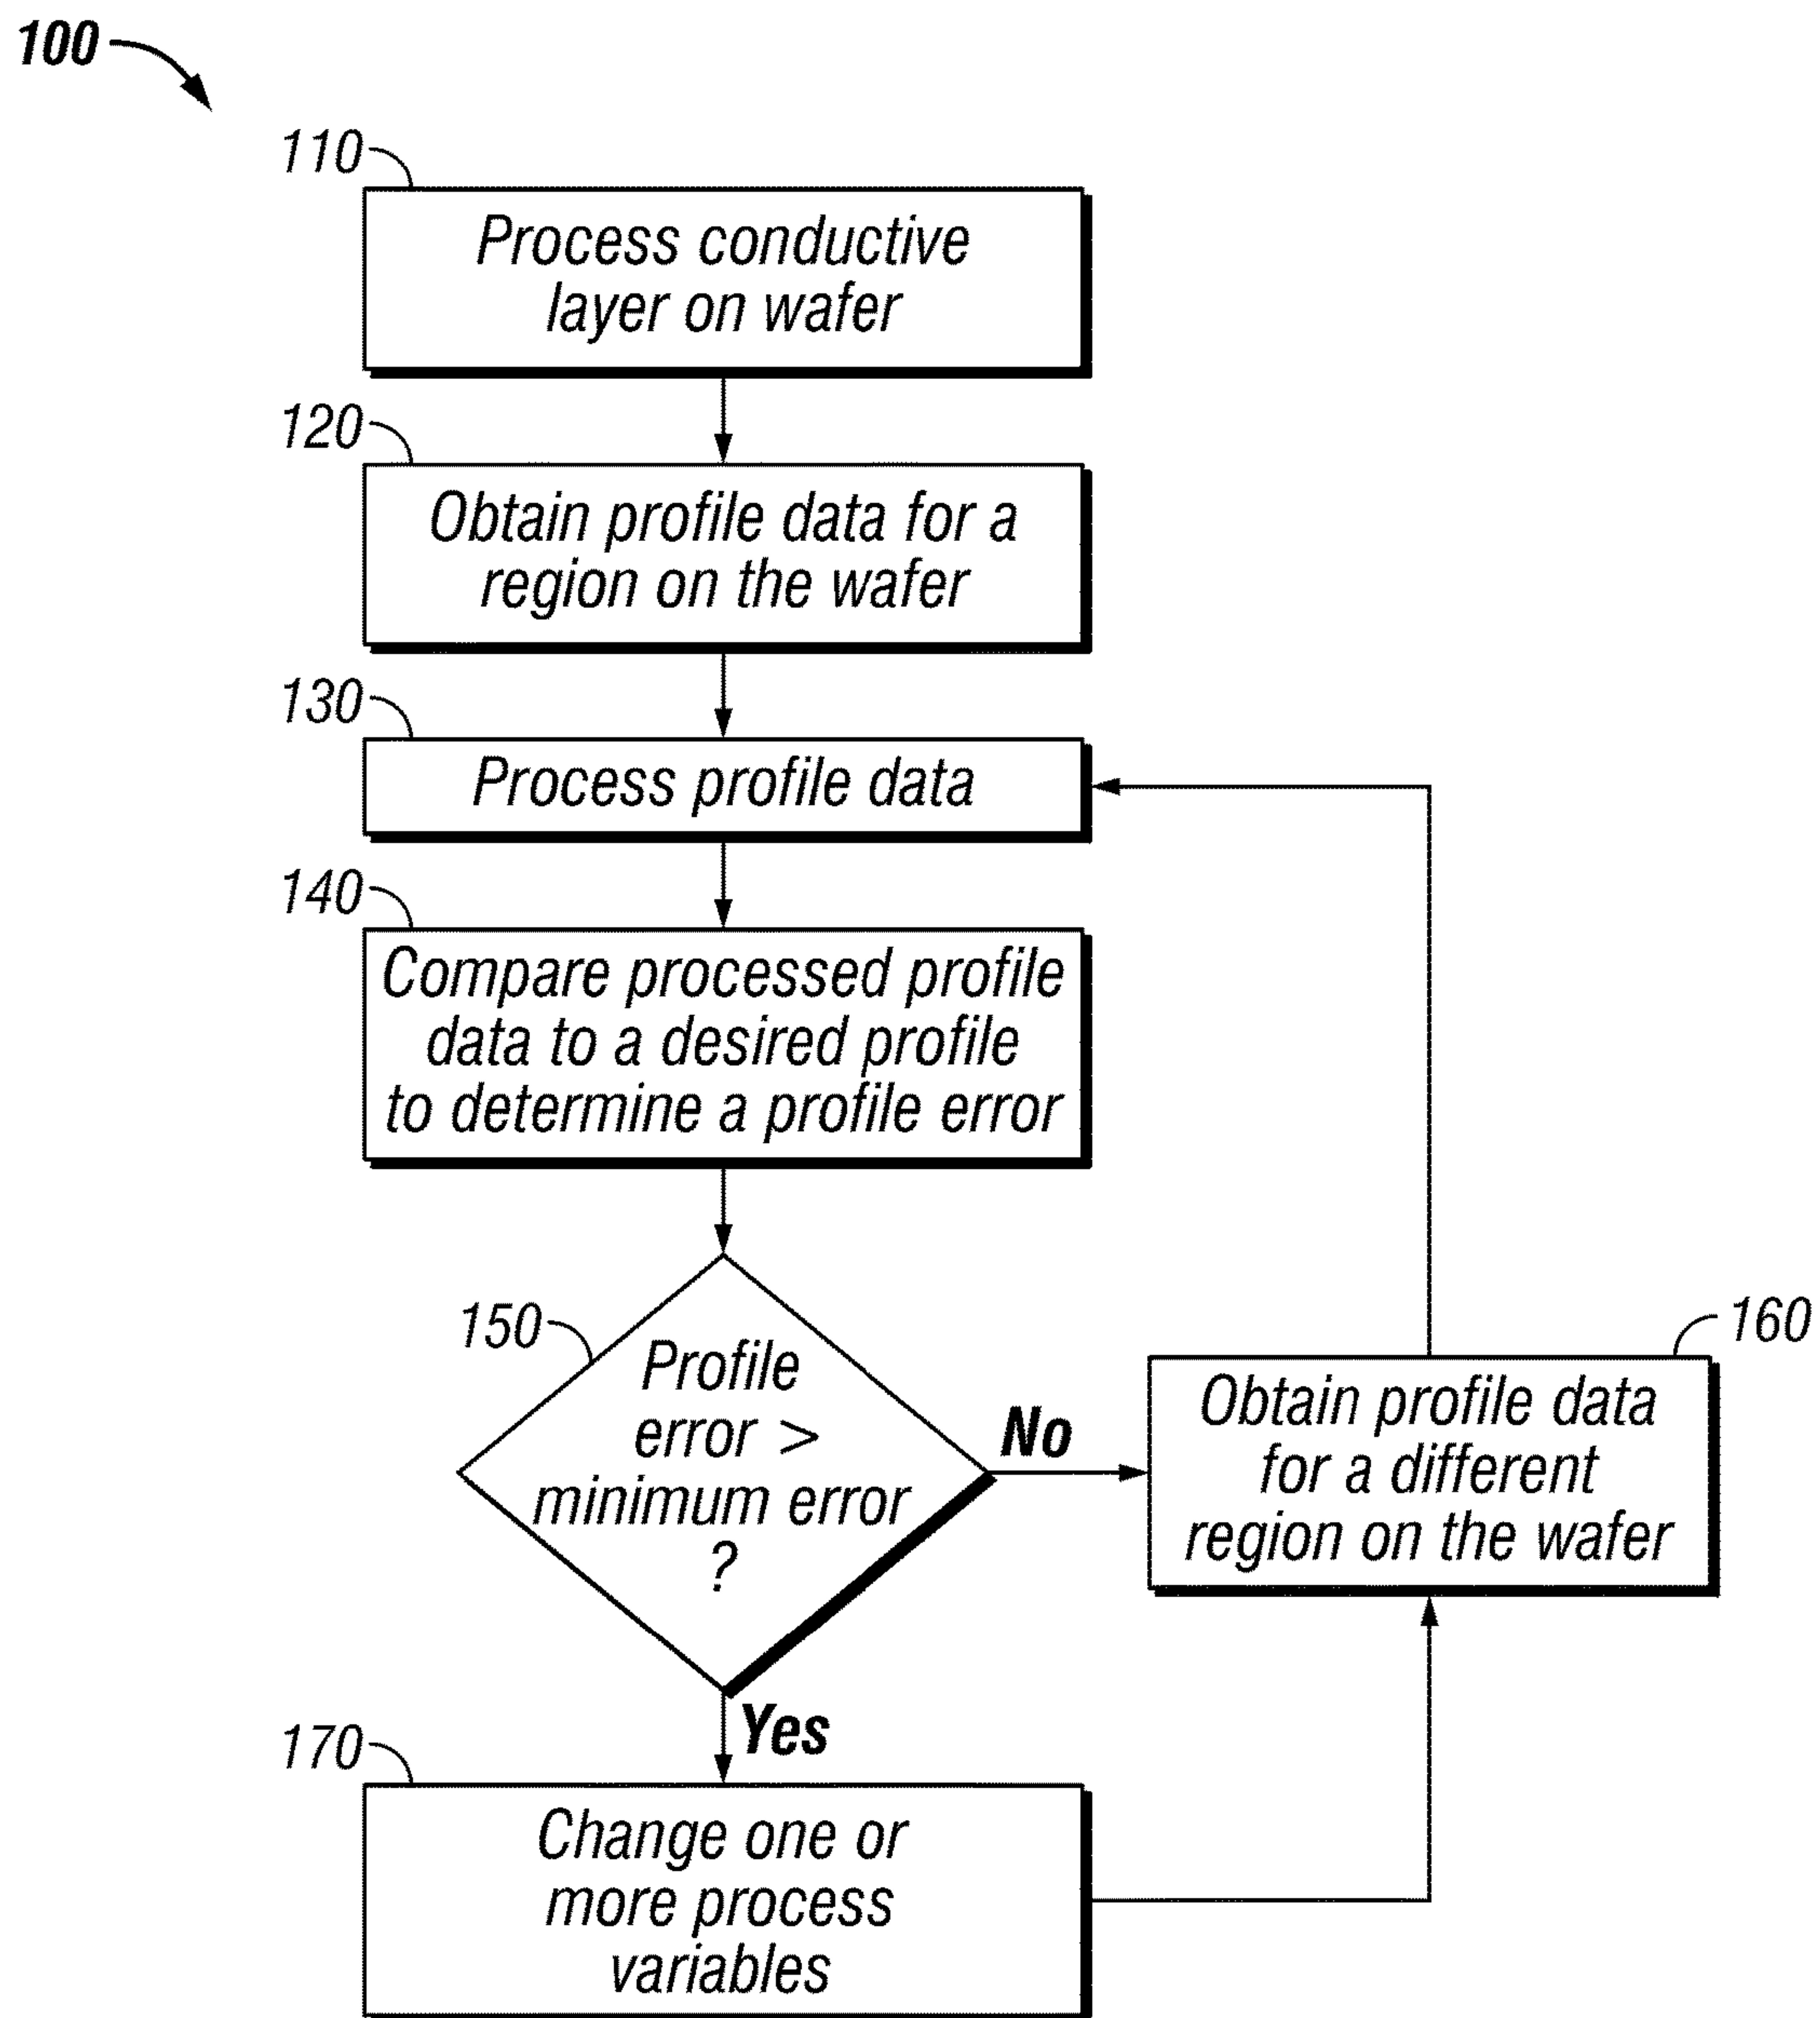 100
110
Process conductive
layer on wafer
120
Obtain profile data for a
region on the wafer
130
Process profile data
140
Compare processed profile
data to a desired profile
to determine a profile error
150
Profile
error >
minimum error
?
No
160
Obtain profile data
for a different
region on the wafer
Yes
170
Change one or
more process
variables